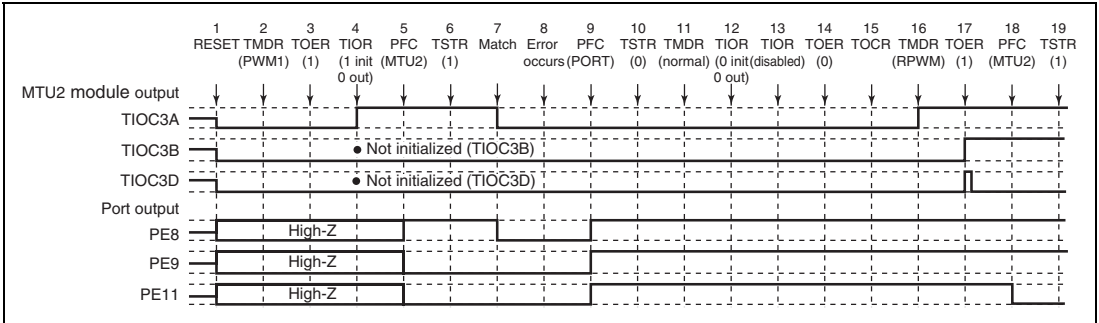 1 2 3 4 5 6 7 8 9 10 11 12 13 14 15 16 17 18 19
RESET TMDR TOER TIOR PFC TSTR Match Error PFC TSTR TMDR TIOR TIOR TOER TOCR TMDR TOER PFC TSTR
(PWM1) (1) (1 init (MTU2) (1) occurs (PORT) (0) (normal) (0 init (disabled) (0) (RPWM) (1) (MTU2) (1)
0 out) 0 out)
MTU2 module output
TIOC3A
TIOC3B • Not initialized (TIOC3B)
TIOC3D • Not initialized (TIOC3D)
Port output
PE8 High-Z
PE9 High-Z
PE11 High-Z